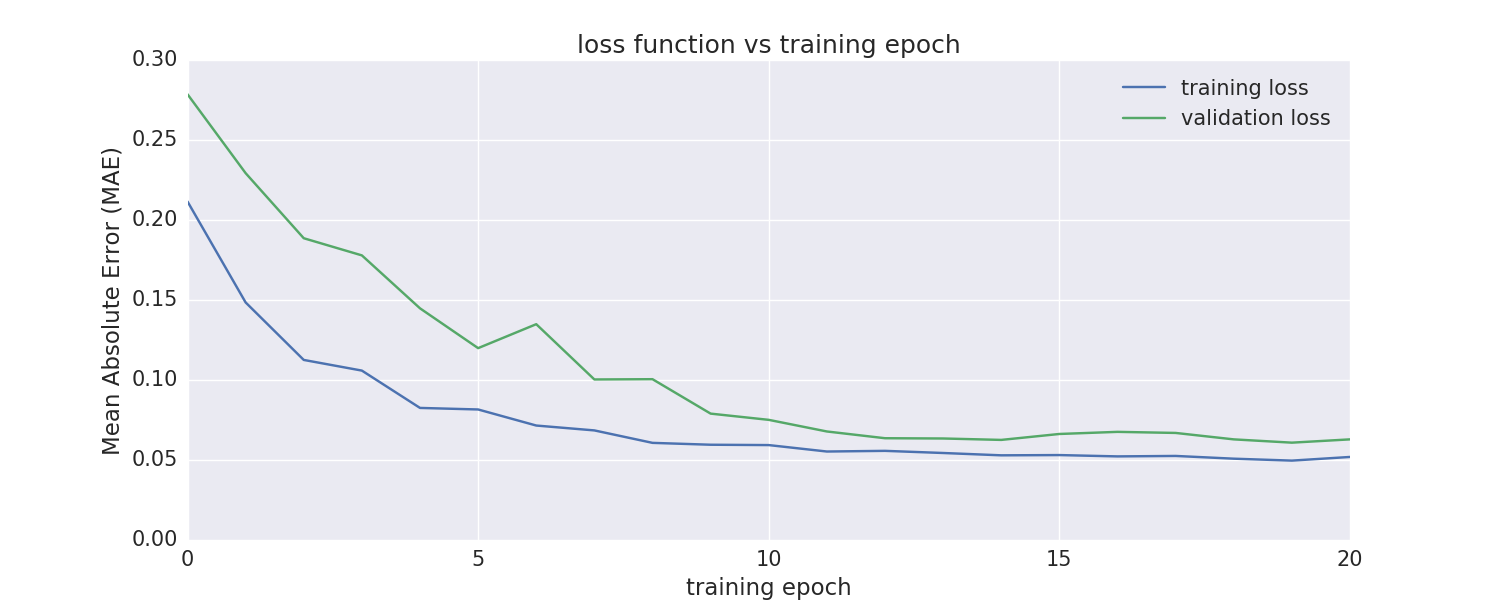 loss function vs training epoch
training loss
validation loss
Mean Absolute Error (MAE)
0.30
0.25
0.20
0.15
0.10
0.05
0.00
0 5 10 15 20
training epoch